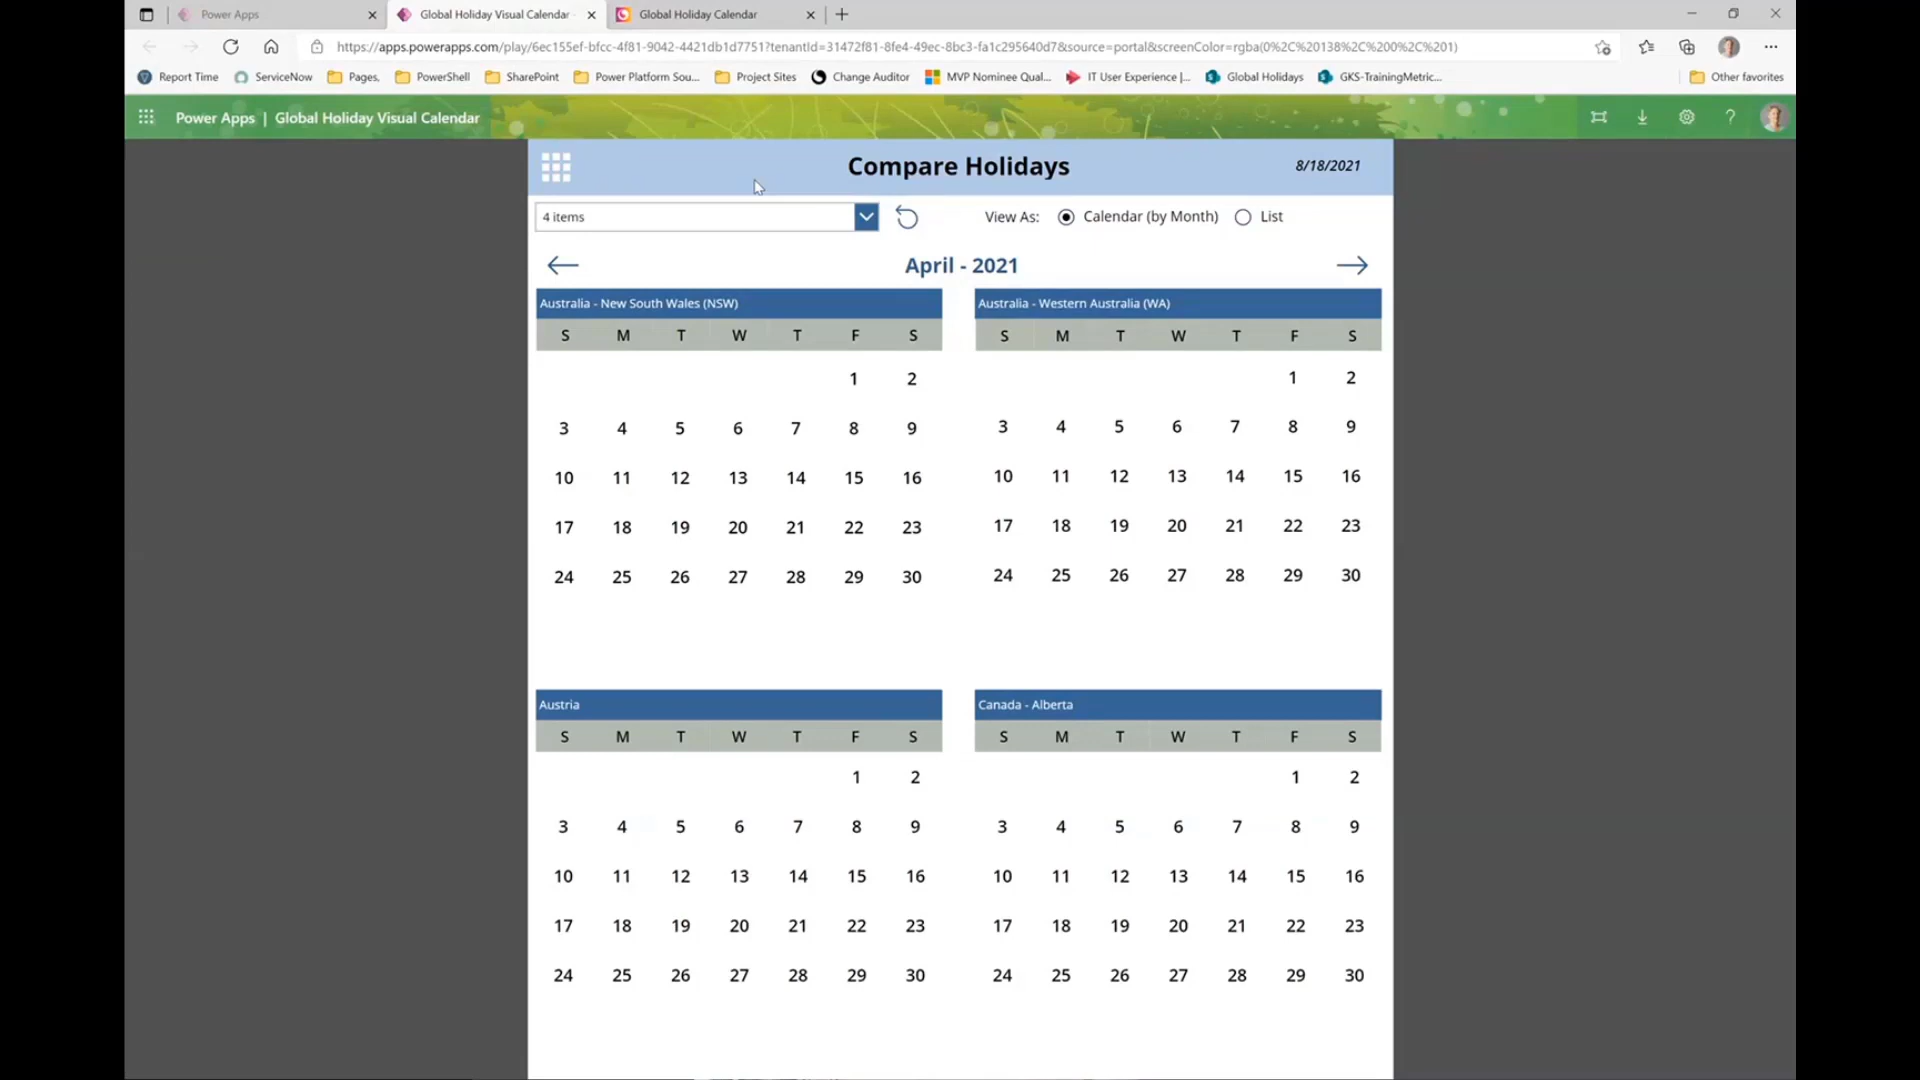 Power Apps
Global Holiday Visual Calendar
Global Holiday Calendar
https://apps.powerapps.com/play/6ec155ef-bfcc-4f81-9042-4421db1d7751?tenantId=31472f81-8fe4-49ec-8bc3-fa1c295640d7&source=portal&screenColor=rgba(0%2C%20138%2C%200%2C%201)
Report Time ServiceNow Pages, PowerShell SharePoint Power Platform Sou... Project Sites Change Auditor MVP Nominee Qual... IT User Experience |... Global Holidays GKS-TrainingMetric... Other favorites
Power Apps | Global Holiday Visual Calendar ?
Compare Holidays 8/18/2021
4 items View As: Calendar (by Month) List
April - 2021
Australia - New South Wales (NSW)
S M T W T F S
1 2
3 4 5 6 7 8 9
10 11 12 13 14 15 16
17 18 19 20 21 22 23
24 25 26 27 28 29 30
Australia - Western Australia (WA)
S M T W T F S
1 2
3 4 5 6 7 8 9
10 11 12 13 14 15 16
17 18 19 20 21 22 23
24 25 26 27 28 29 30
Austria
S M T W T F S
1 2
3 4 5 6 7 8 9
10 11 12 13 14 15 16
17 18 19 20 21 22 23
24 25 26 27 28 29 30
Canada - Alberta
S M T W T F S
1 2
3 4 5 6 7 8 9
10 11 12 13 14 15 16
17 18 19 20 21 22 23
24 25 26 27 28 29 30